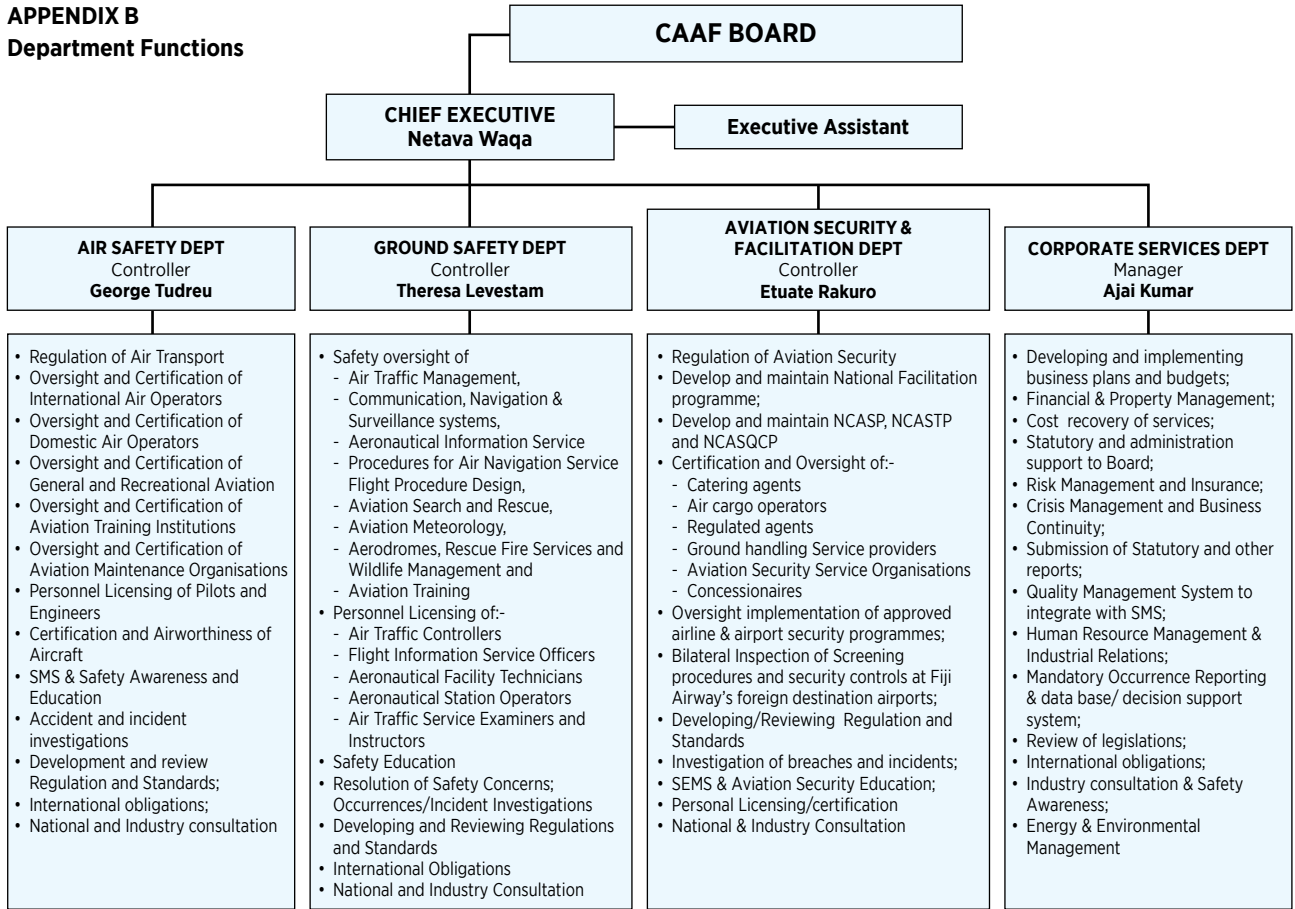 APPENDIX B
Department Functions
CAAF BOARD
CHIEF EXECUTIVE
Netava Waqa
Executive Assistant
AIR SAFETY DEPT
Controller
George Tudreu
• Regulation of Air Transport
• Oversight and Certification of
International Air Operators
• Oversight and Certification of
Domestic Air Operators
• Oversight and Certification of
General and Recreational Aviation
• Oversight and Certification of
Aviation Training Institutions
• Oversight and Certification of
Aviation Maintenance Organisations
• Personnel Licensing of Pilots and
Engineers
• Certification and Airworthiness of
Aircraft
• SMS & Safety Awareness and
Education
• Accident and incident
investigations
• Development and review
Regulation and Standards;
• International obligations;
• National and Industry consultation
GROUND SAFETY DEPT
Controller
Theresa Levestam
• Safety oversight of
- Air Traffic Management,
- Communication, Navigation &
Surveillance systems,
- Aeronautical Information Service
- Procedures for Air Navigation Service
Flight Procedure Design,
- Aviation Search and Rescue,
- Aviation Meteorology,
- Aerodromes, Rescue Fire Services and
Wildlife Management and
- Aviation Training
• Personnel Licensing of:-
- Air Traffic Controllers
- Flight Information Service Officers
- Aeronautical Facility Technicians
- Aeronautical Station Operators
- Air Traffic Service Examiners and
Instructors
• Safety Education
• Resolution of Safety Concerns;
Occurrences/Incident Investigations
• Developing and Reviewing Regulations
and Standards
• International Obligations
• National and Industry Consultation
AVIATION SECURITY &
FACILITATION DEPT
Controller
Etuate Rakuro
• Regulation of Aviation Security
• Develop and maintain National Facilitation
programme;
• Develop and maintain NCASP, NCASTP
and NCASQCP
• Certification and Oversight of:-
- Catering agents
- Air cargo operators
- Regulated agents
- Ground handling Service providers
- Aviation Security Service Organisations
- Concessionaires
• Oversight implementation of approved
airline & airport security programmes;
• Bilateral Inspection of Screening
procedures and security controls at Fiji
Airway's foreign destination airports;
• Developing/Reviewing Regulation and
Standards
• Investigation of breaches and incidents;
• SEMS & Aviation Security Education;
• Personal Licensing/certification
• National & Industry Consultation
CORPORATE SERVICES DEPT
Manager
Ajai Kumar
• Developing and implementing
business plans and budgets;
• Financial & Property Management;
• Cost recovery of services;
• Statutory and administration
support to Board;
• Risk Management and Insurance;
• Crisis Management and Business
Continuity;
• Submission of Statutory and other
reports;
• Quality Management System to
integrate with SMS;
• Human Resource Management &
Industrial Relations;
• Mandatory Occurrence Reporting
& data base/ decision support
system;
• Review of legislations;
• International obligations;
• Industry consultation & Safety
Awareness;
• Energy & Environmental
Management